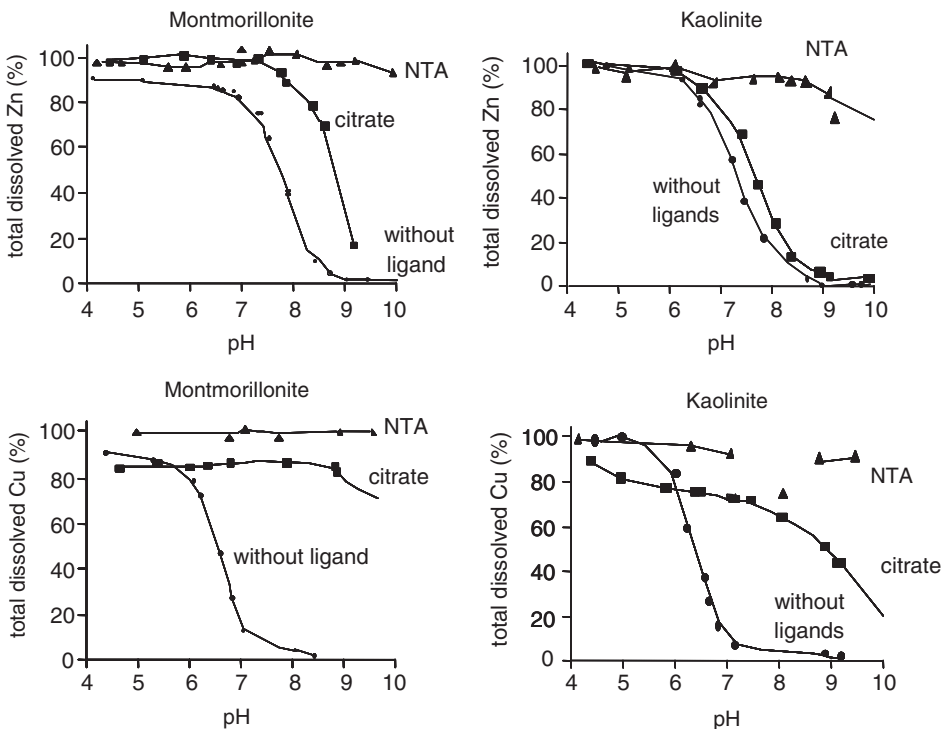 Montmorillonite
total dissolved Zn (%)
100
80
60
40
20
0
NTA
citrate
without
ligand
4 5 6 7 8 9 10
pH
Kaolinite
total dissolved Zn (%)
100
80
60
40
20
0
NTA
without
ligands
citrate
4 5 6 7 8 9 10
pH
Montmorillonite
total dissolved Cu (%)
100
80
60
40
20
0
NTA
citrate
without ligand
4 5 6 7 8 9 10
pH
Kaolinite
total dissolved Cu (%)
100
80
60
40
20
0
NTA
citrate
without
ligands
4 5 6 7 8 9 10
pH